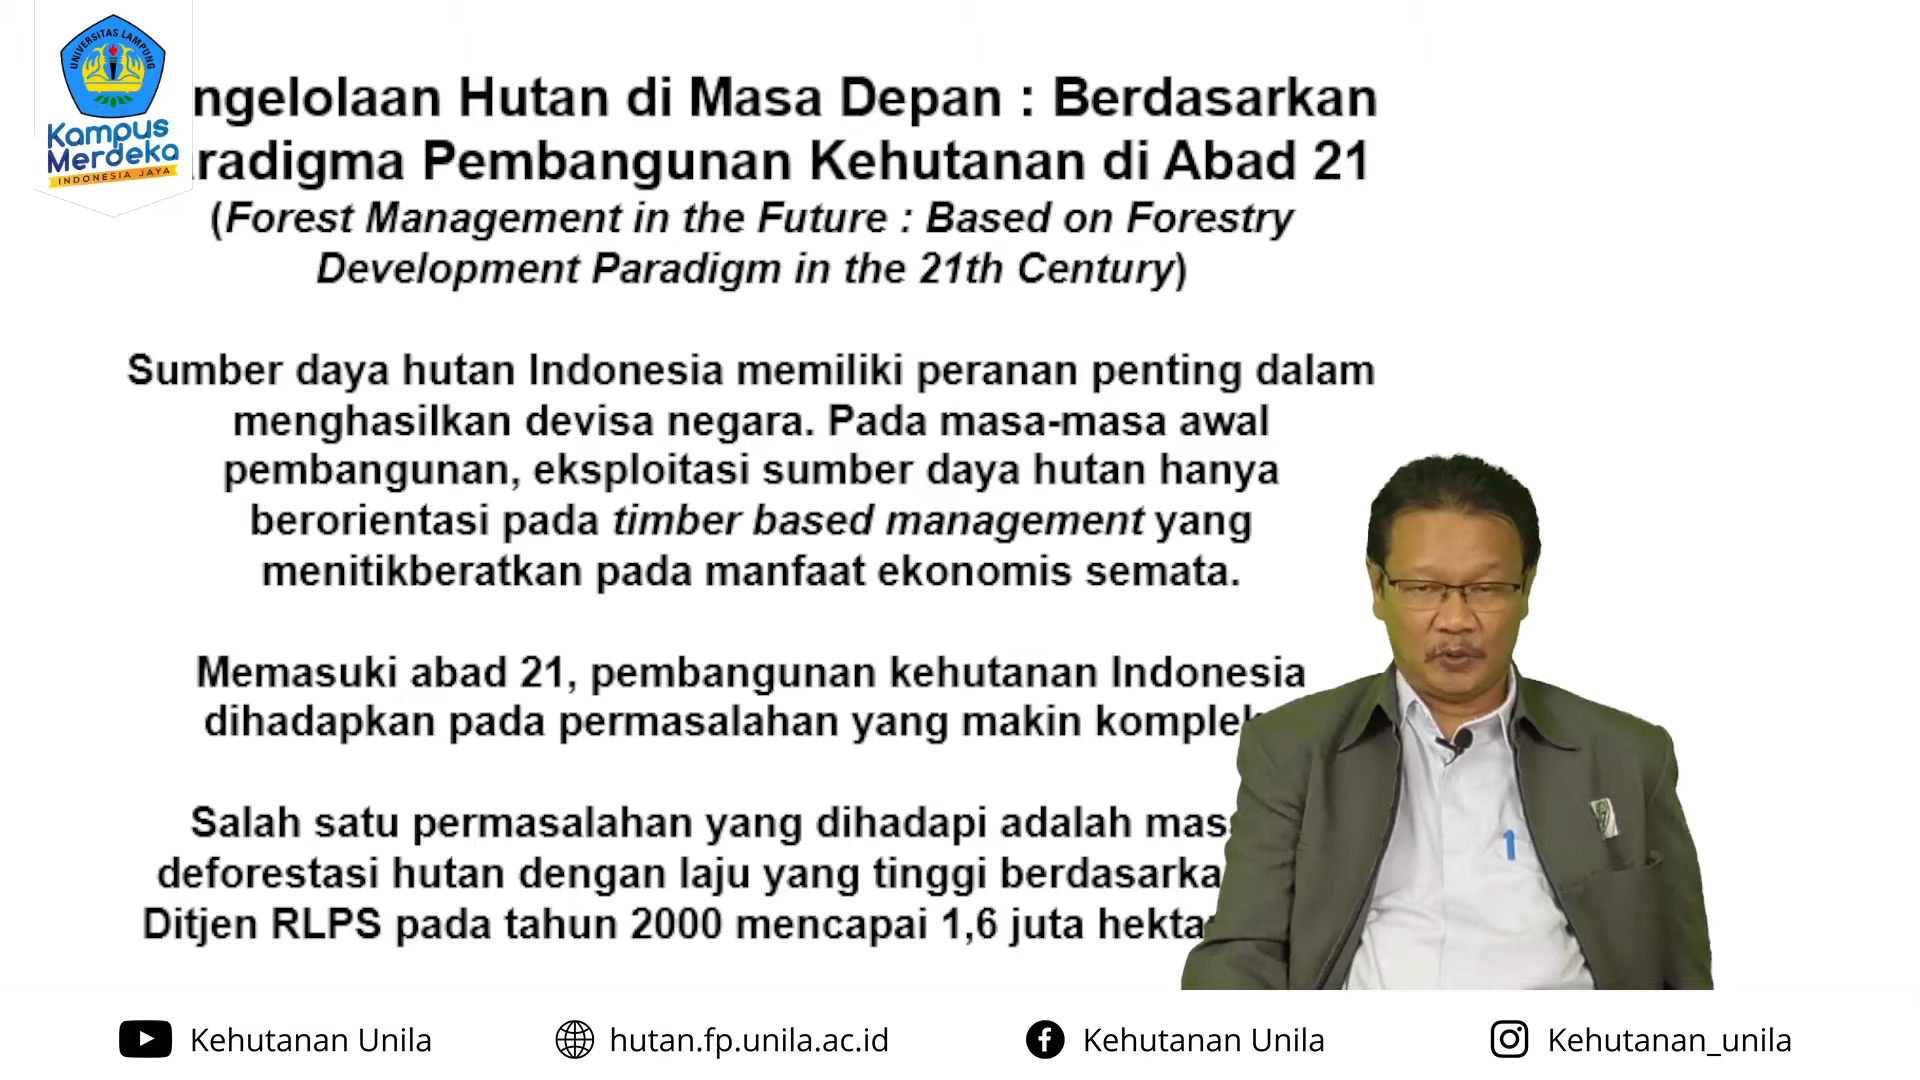 UNIVERSITAS LAMPUNG
Kampus
Merdeka
INDONESIA JAYA
ngelolaan Hutan di Masa Depan : Berdasarkan
radigma Pembangunan Kehutanan di Abad 21
(Forest Management in the Future : Based on Forestry
Development Paradigm in the 21th Century)
Sumber daya hutan Indonesia memiliki peranan penting dalam
menghasilkan devisa negara. Pada masa-masa awal
pembangunan, eksploitasi sumber daya hutan hanya
berorientasi pada timber based management yang
menitikberatkan pada manfaat ekonomis semata.
Memasuki abad 21, pembangunan kehutanan Indonesia
dihadapkan pada permasalahan yang makin komple
Salah satu permasalahan yang dihadapi adalah mas
deforestasi hutan dengan laju yang tinggi berdasarka
Ditjen RLPS pada tahun 2000 mencapai 1,6 juta hekta
Kehutanan Unila
hutan.fp.unila.ac.id
Kehutanan Unila
Kehutanan_unila